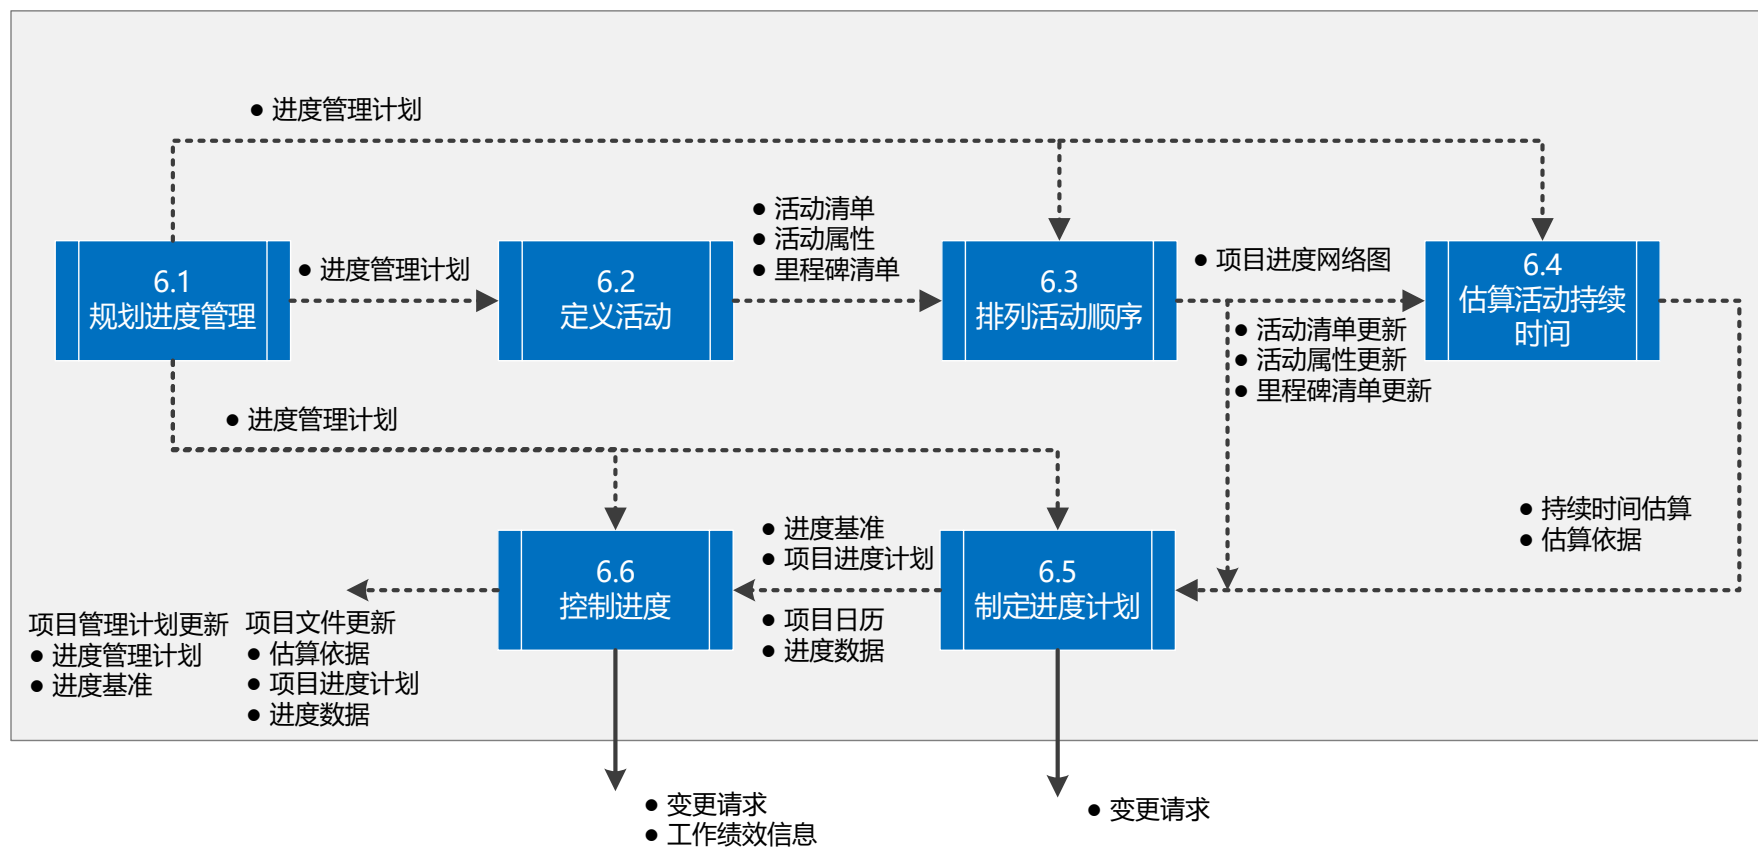 ● 进度管理计划
● 活动清单
● 活动属性
● 里程碑清单
6.1
规划进度管理
● 进度管理计划
6.2
定义活动
6.3
排列活动顺序
● 项目进度网络图
6.4
估算活动持续
时间
● 活动清单更新
● 活动属性更新
● 里程碑清单更新
● 进度管理计划
● 持续时间估算
● 估算依据
● 进度基准
● 项目进度计划
6.6
控制进度
6.5
制定进度计划
● 项目日历
● 进度数据
项目管理计划更新
● 进度管理计划
● 进度基准
项目文件更新
● 估算依据
● 项目进度计划
● 进度数据
● 变更请求
● 工作绩效信息
● 变更请求